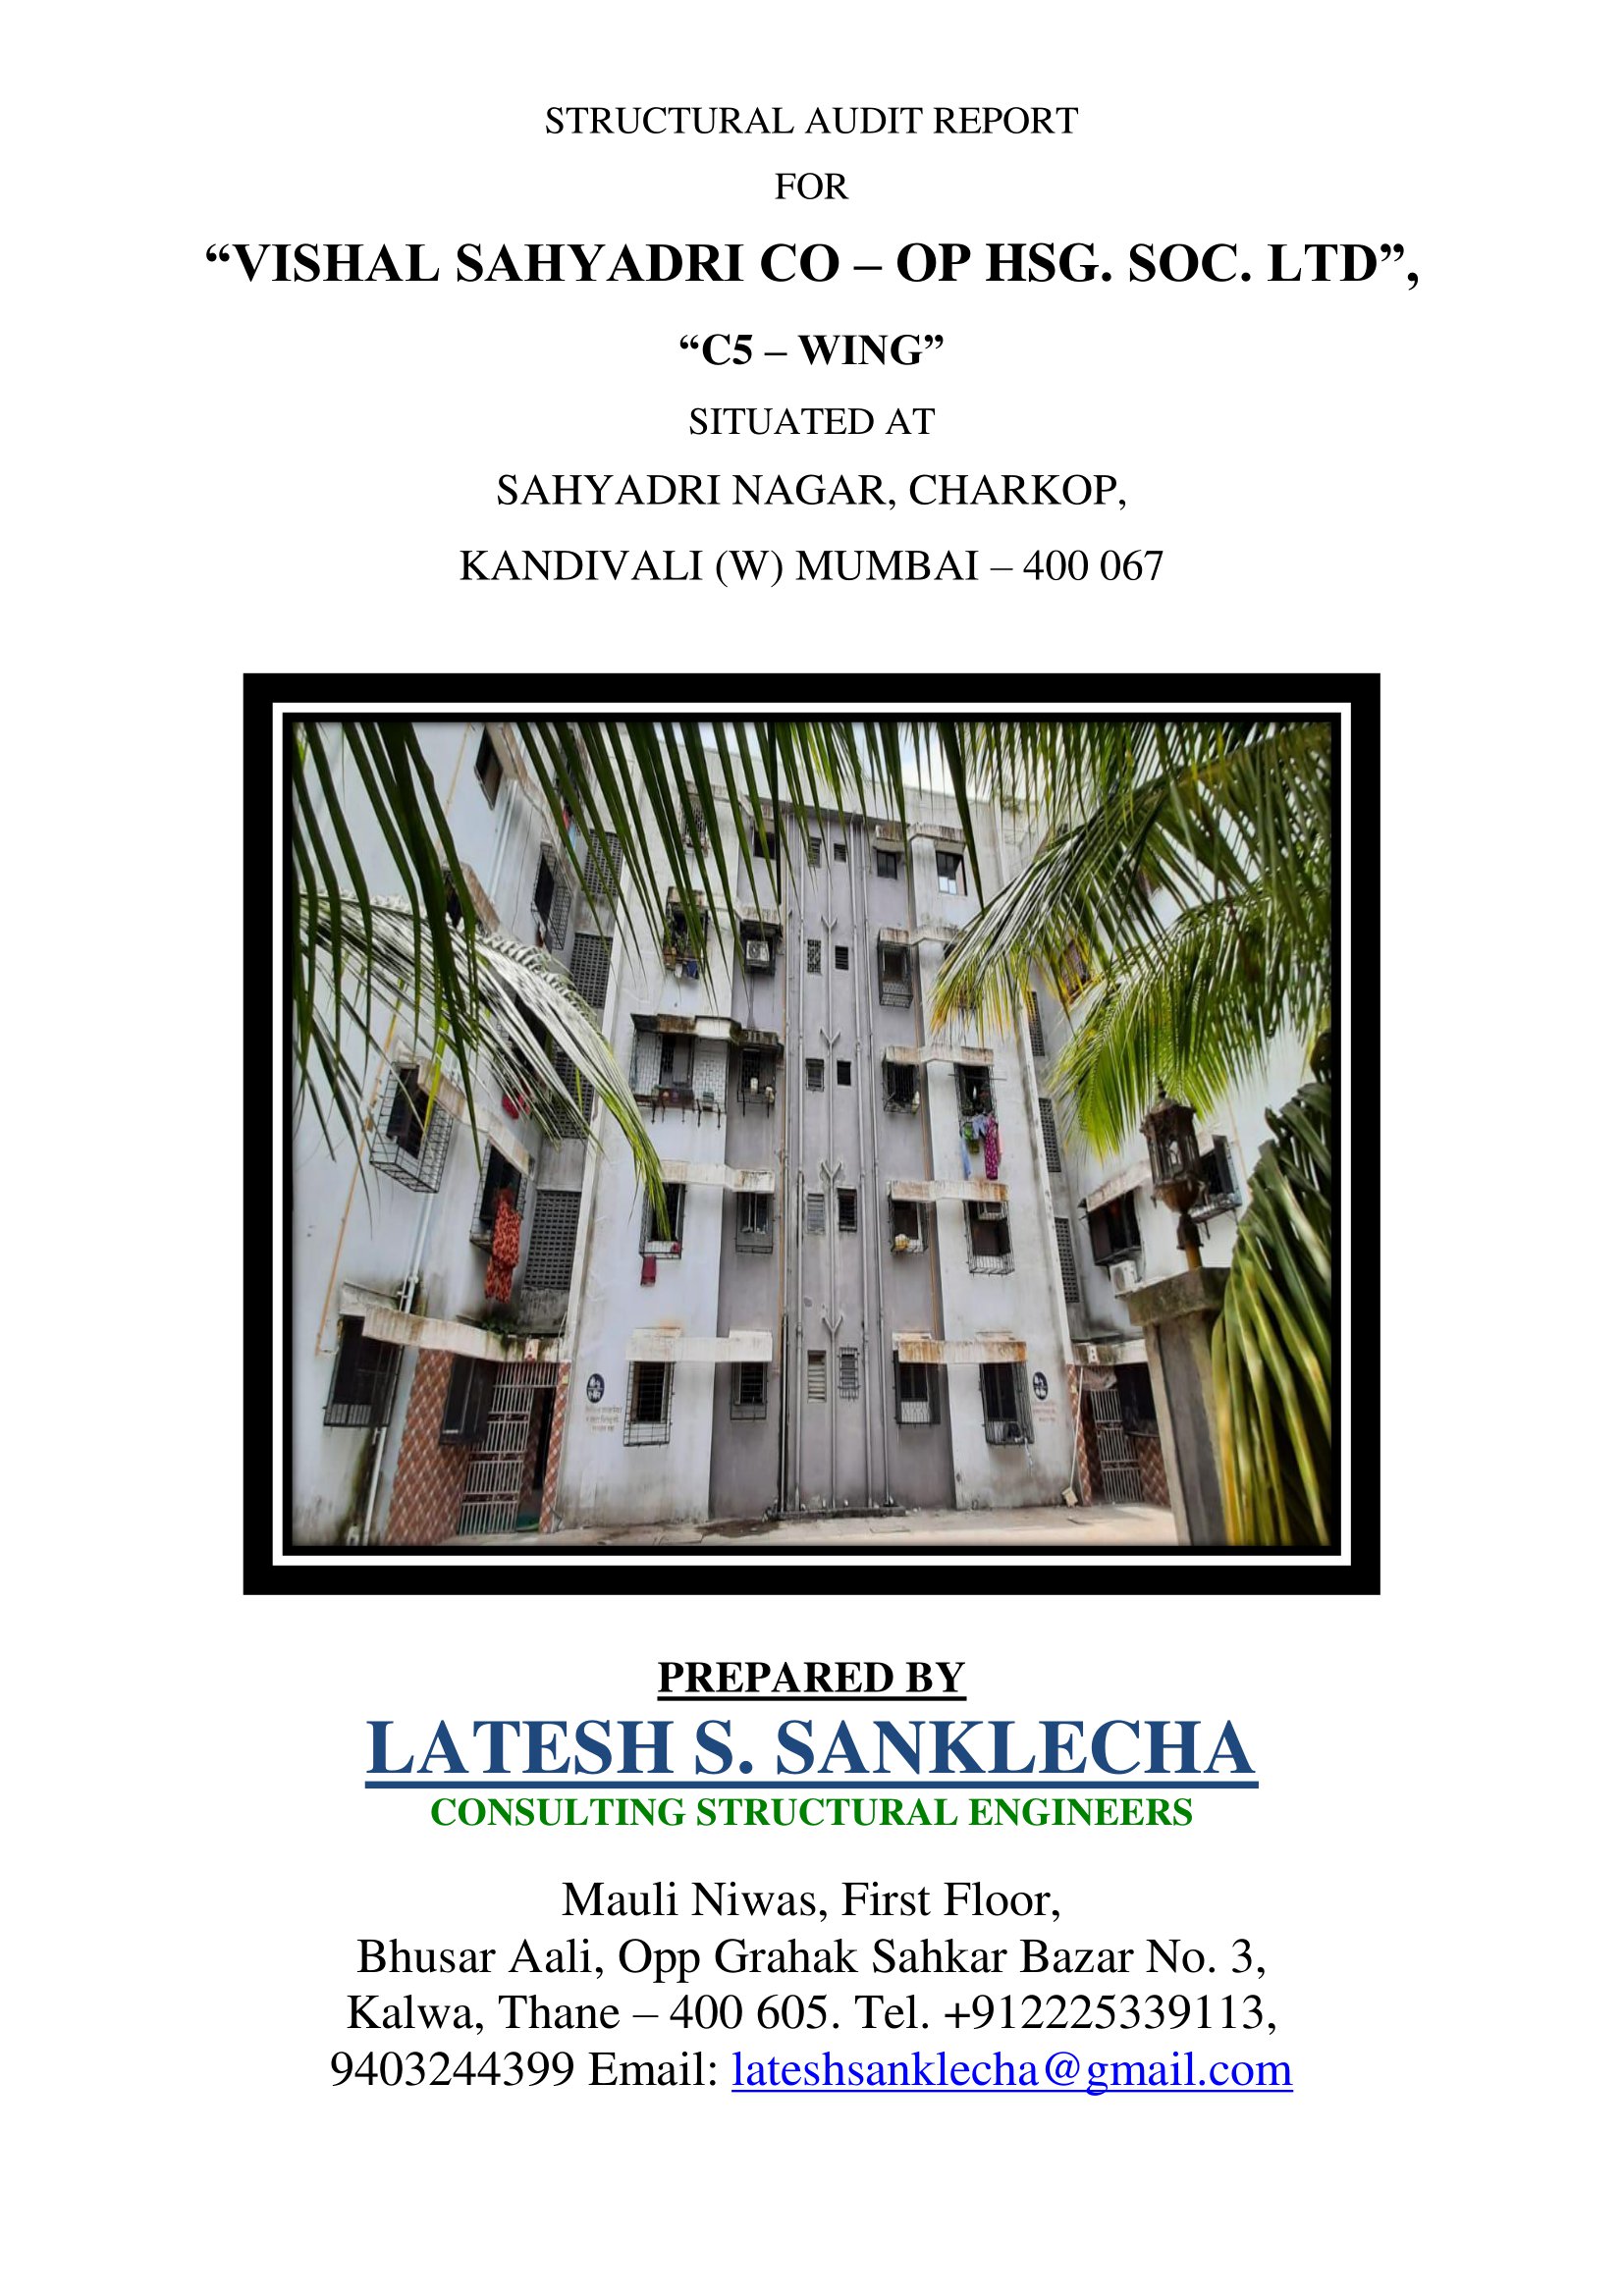 STRUCTURAL AUDIT REPORT
FOR
“VISHAL SAHYADRI CO – OP HSG. SOC. LTD”,
“C5 – WING”
SITUATED AT
SAHYADRI NAGAR, CHARKOP,
KANDIVALI (W) MUMBAI – 400 067
PREPARED BY
LATESH S. SANKLECHA
CONSULTING STRUCTURAL ENGINEERS
Mauli Niwas, First Floor,
Bhusar Aali, Opp Grahak Sahkar Bazar No. 3,
Kalwa, Thane – 400 605. Tel. +912225339113,
9403244399 Email: lateshsanklecha@gmail.com